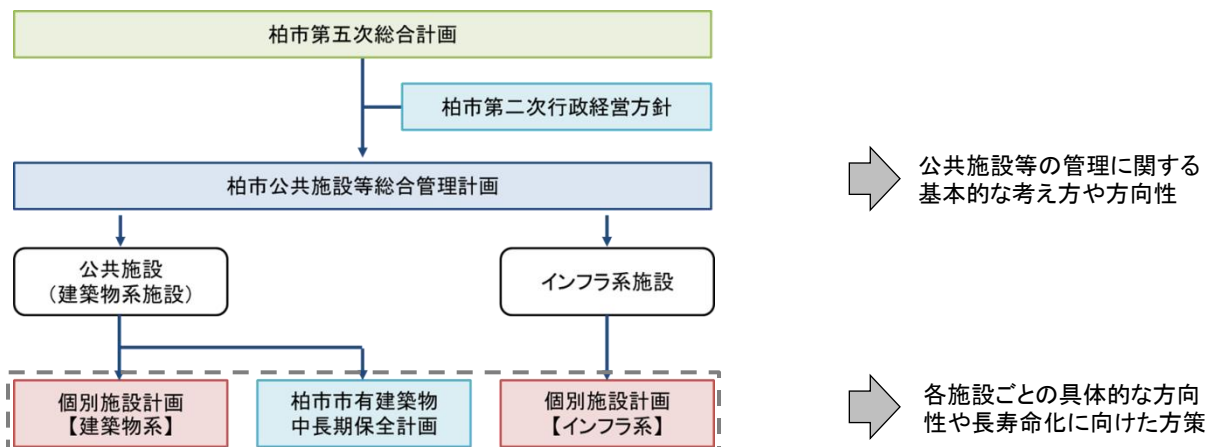 柏市第五次総合計画
柏市第二次行政経営方針
柏市公共施設等総合管理計画
公共施設等の管理に関する
基本的な考え方や方向性
公共施設
（建築物系施設）
インフラ系施設
個別施設計画
【建築物系】
柏市市有建築物
中長期保全計画
個別施設計画
【インフラ系】
各施設ごとの具体的な方向
性や長寿命化に向けた方策